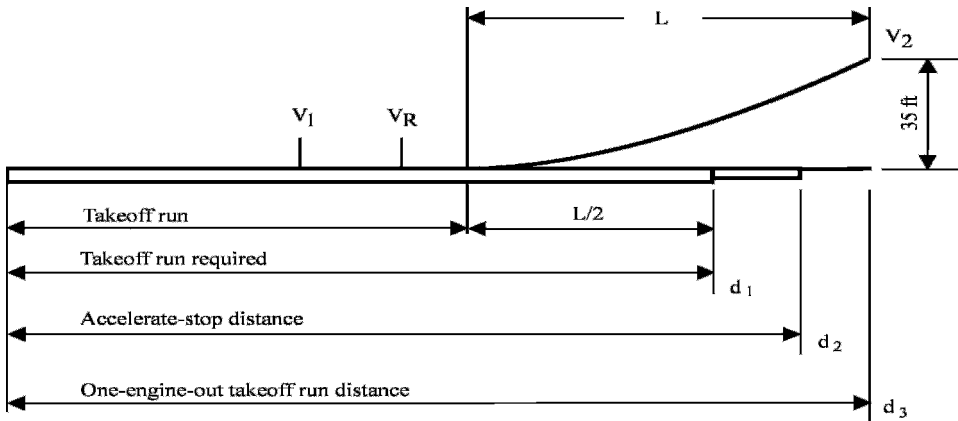 L
V2
V1
VR
35 ft
Takeoff run
L/2
Takeoff run required
d1
Accelerate-stop distance
d2
One-engine-out takeoff run distance
d3